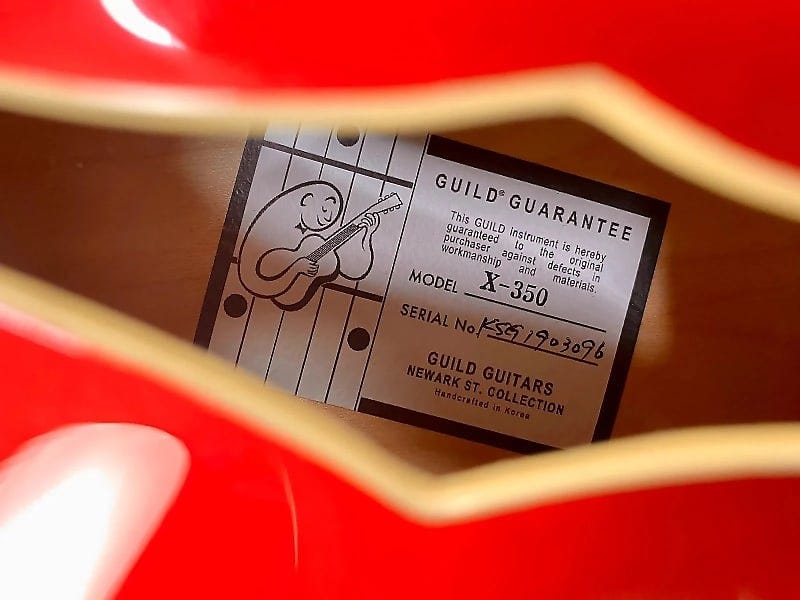 GUILD® GUARANTEE
This GUILD instrument is hereby
guaranteed to the original
purchaser against defects in
workmanship and materials.
MODEL X-350
SERIAL No. KSG1903096
GUILD GUITARS
NEWARK ST. COLLECTION
Handcrafted in Korea